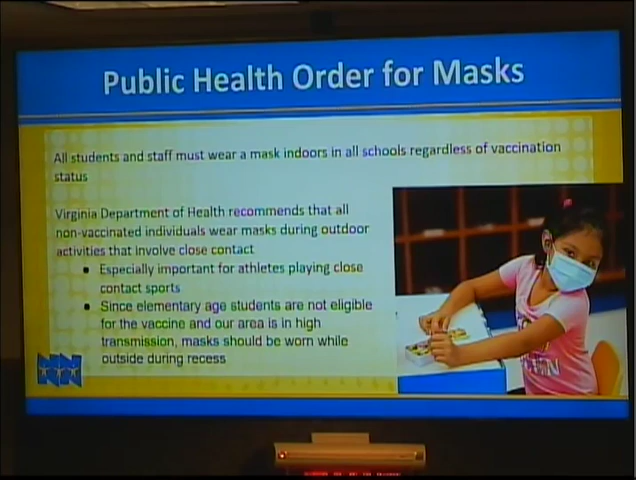 Public Health Order for Masks
All students and staff must wear a mask indoors in all schools regardless of vaccination
status
Virginia Department of Health recommends that all
non-vaccinated individuals wear masks during outdoor
activities that involve close contact
Especially important for athletes playing close
contact sports
Since elementary age students are not eligible
for the vaccine and our area is in high
transmission, masks should be worn while
outside during recess
NN